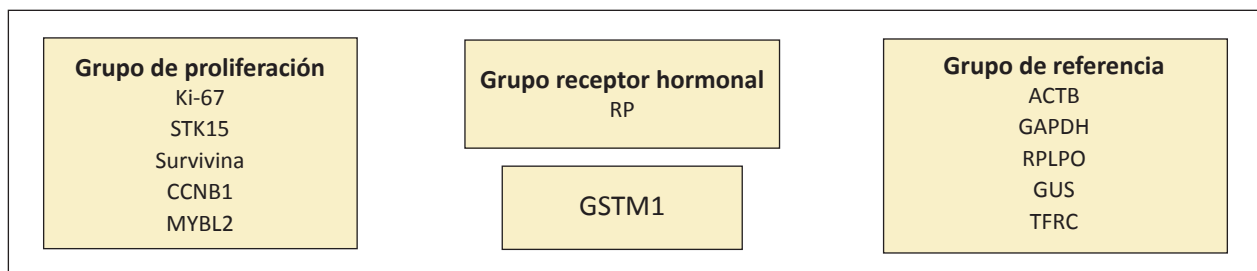 Grupo de proliferación
Ki-67
STK15
Survivina
CCNB1
MYBL2
Grupo receptor hormonal
RP
GSTM1
Grupo de referencia
ACTB
GAPDH
RPLPO
GUS
TFRC